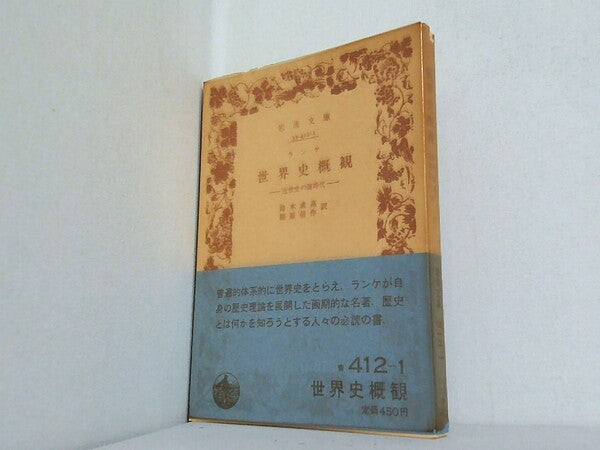 岩波文庫
33-412-1
ランケ
世界史概観
―近世史の諸時代―
鈴木成高 訳
相原信作
普遍的体系的に世界史をとらえ,ランケが自
身の歴史理論を展開した画期的な名著.歴史
とは何かを知ろうとする人々の必読の書.
青 412-1
世界史概観
定価450円